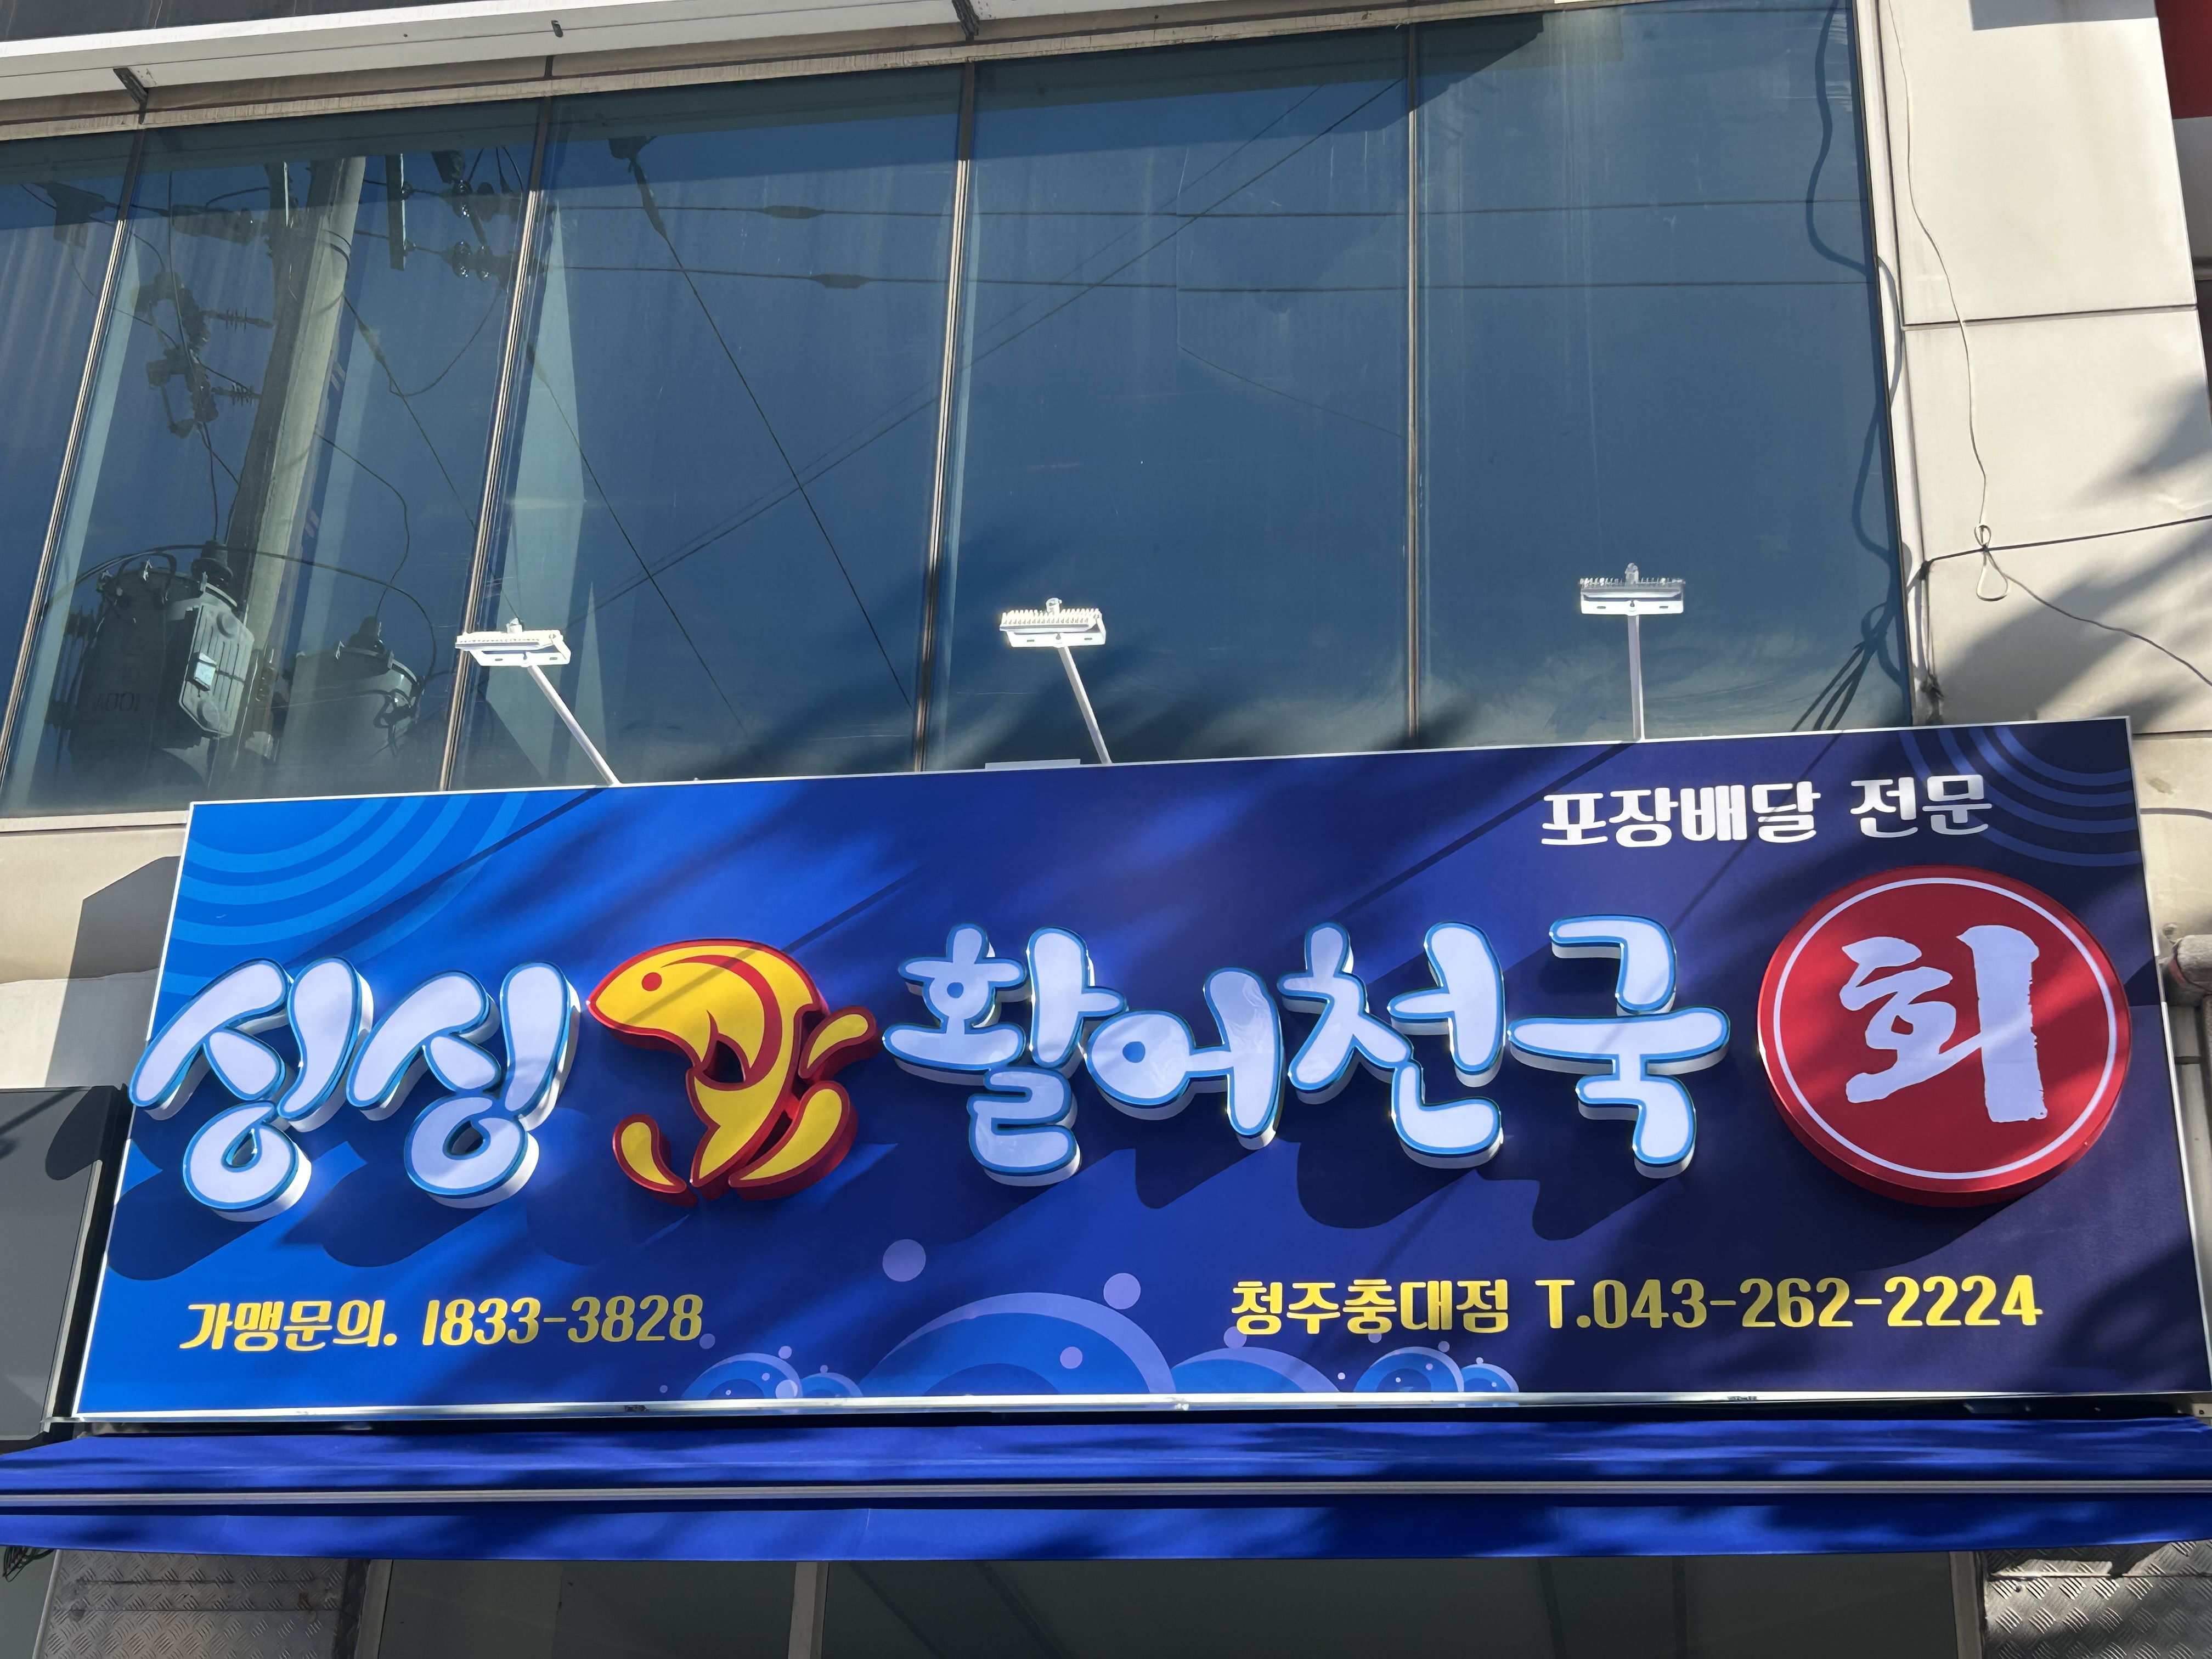 포장배달 전문
싱싱 활어천국 회
가맹문의. 1833-3828
청주충대점 T.043-262-2224